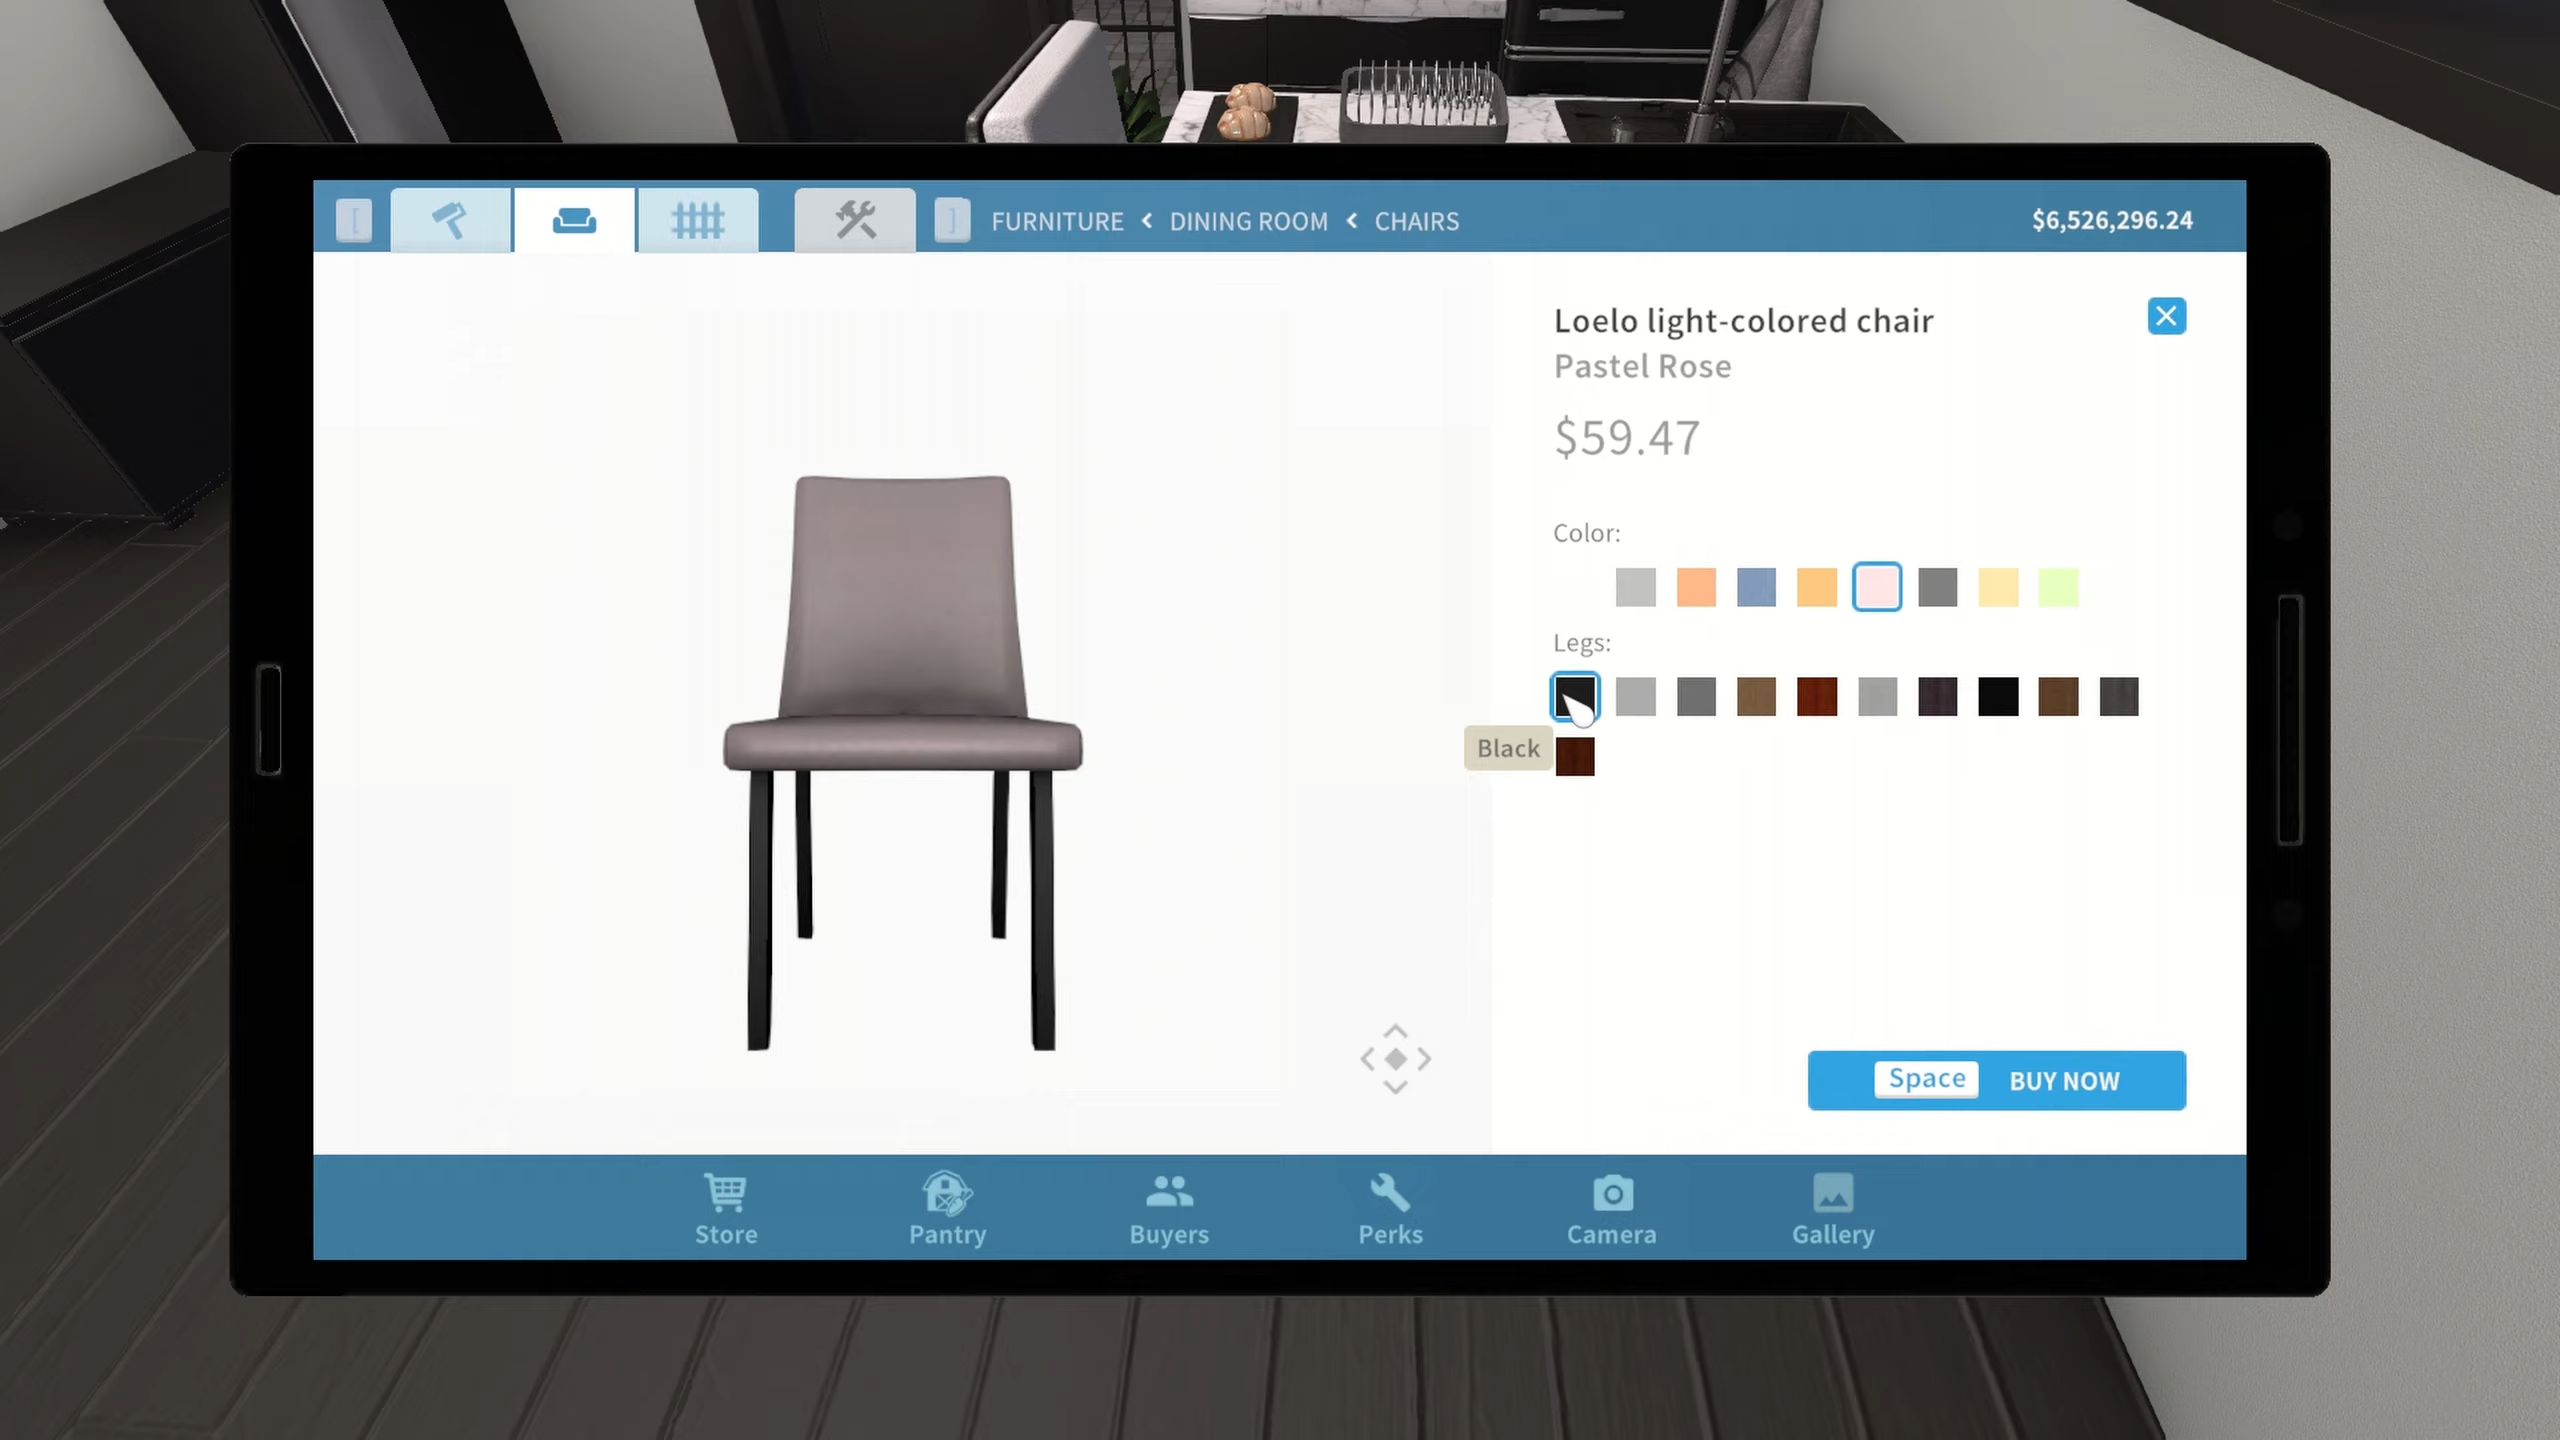 [ ] FURNITURE < DINING ROOM < CHAIRS $6,526,296.24
Loelo light-colored chair
Pastel Rose
$59.47
Color:
Legs:
Black
Space BUY NOW
Store Pantry Buyers Perks Camera Gallery